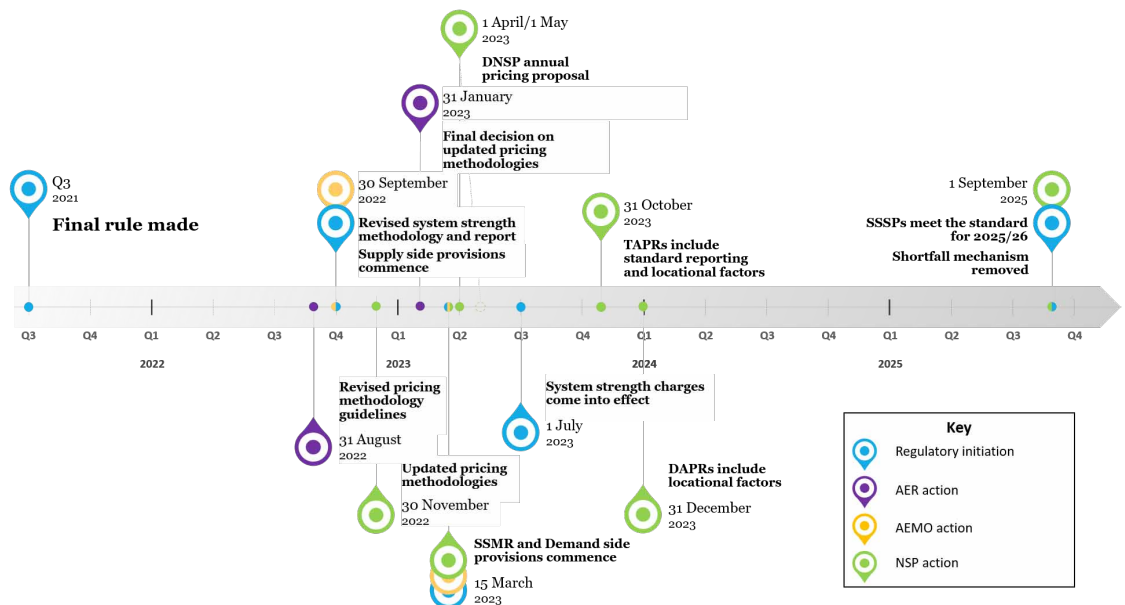 1 April/1 May
2023
DNSP annual
pricing proposal
31 January
2023
Final decision on
updated pricing
methodologies
Q3
2021
Final rule made
30 September
2022
Revised system strength
methodology and report
Supply side provisions
commence
31 October
2023
TAPRs include
standard reporting
and locational factors
1 September
2025
SSSPs meet the standard
for 2025/26
Shortfall mechanism
removed
Q3 Q4 Q1 Q2 Q3 Q4 Q1 Q2 Q3 Q4 Q1 Q2 Q3 Q4 Q1 Q2 Q3 Q4
2022 2023 2024 2025
Revised pricing
methodology
guidelines
31 August
2022
Updated pricing
methodologies
30 November
2022
SSMR and Demand side
provisions commence
15 March
2023
System strength charges
come into effect
1 July
2023
DAPRs include
locational factors
31 December
2023
Key
Regulatory initiation
AER action
AEMO action
NSP action